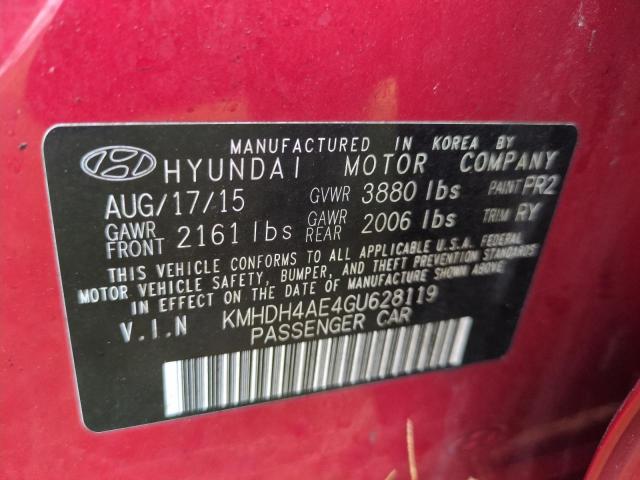 MANUFACTURED IN KOREA BY
HYUNDAI MOTOR COMPANY
AUG/17/15 GVWR 3880 lbs PAINT PR2
GAWR FRONT 2161 lbs GAWR REAR 2006 lbs TRIM RY
THIS VEHICLE CONFORMS TO ALL APPLICABLE U.S.A. FEDERAL
MOTOR VEHICLE SAFETY, BUMPER, AND THEFT PREVENTION STANDARDS
IN EFFECT ON THE DATE OF MANUFACTURE SHOWN ABOVE.
V.I.N KMHDH4AE4GU628119
PASSENGER CAR